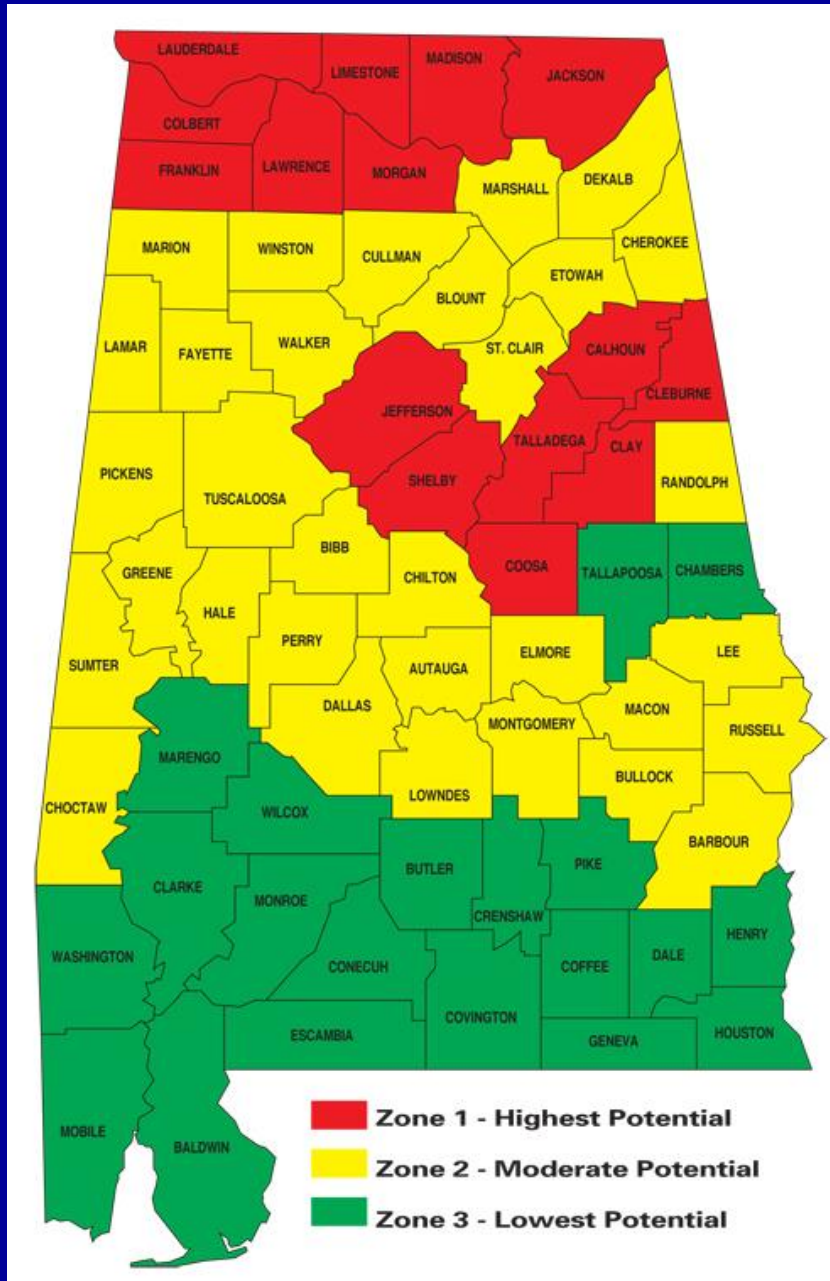 LAUDERDALE
LIMESTONE
MADISON
JACKSON
COLBERT
FRANKLIN
LAWRENCE
MORGAN
MARSHALL
DEKALB
CHEROKEE
MARION
WINSTON
CULLMAN
ETOWAH
BLOUNT
LAMAR
FAYETTE
WALKER
ST. CLAIR
CALHOUN
CLEBURNE
JEFFERSON
TALLADEGA
CLAY
PICKENS
TUSCALOOSA
SHELBY
RANDOLPH
BIBB
GREENE
HALE
CHILTON
COOSA
TALLAPOOSA
CHAMBERS
SUMTER
PERRY
AUTAUGA
ELMORE
LEE
DALLAS
MONTGOMERY
MACON
RUSSELL
MARENGO
LOWNDES
BULLOCK
CHOCTAW
WILCOX
BARBOUR
CLARKE
MONROE
BUTLER
CRENSHAW
PIKE
HENRY
WASHINGTON
CONECUH
COVINGTON
COFFEE
DALE
ESCAMBIA
GENEVA
HOUSTON
MOBILE
BALDWIN
Zone 1 - Highest Potential
Zone 2 - Moderate Potential
Zone 3 - Lowest Potential